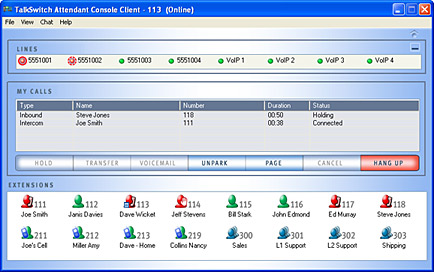 TalkSwitch Attendant Console Client - 113 (Online)
File View Chat Help
LINES
5551001 5551002 5551003 5551004 VoIP 1 VoIP 2 VoIP 3 VoIP 4
MY CALLS
Type Name Number Duration Status
Inbound Steve Jones 118 00:50 Holding
Intercom Joe Smith 111 00:38 Connected
HOLD TRANSFER VOICEMAIL UNPARK PAGE CANCEL HANG UP
EXTENSIONS
111 112 113 114 115 116 117 118
Joe Smith Janis Davies Dave Wicket Jeff Stevens Bill Stark John Edmond Ed Murray Steve Jones
211 212 213 219 300 301 302 303
Joe's Cell Miller Amy Dave - Home Collins Nancy Sales L1 Support L2 Support Shipping